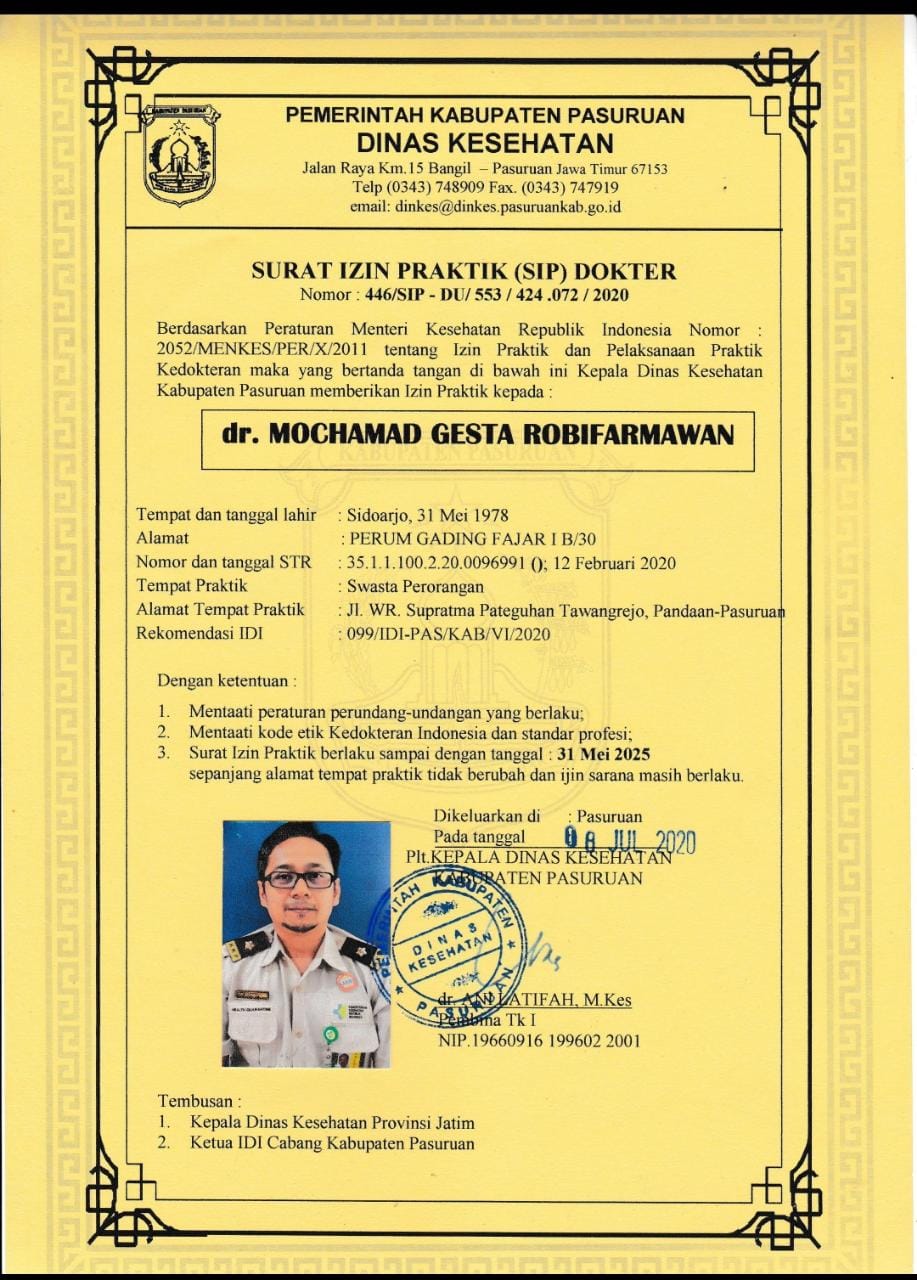 KABUPATEN PASURUAN
PEMERINTAH KABUPATEN PASURUAN
DINAS KESEHATAN
Jalan Raya Km.15 Bangil – Pasuruan Jawa Timur 67153
Telp (0343) 748909 Fax. (0343) 747919
email: dinkes@dinkes.pasuruankab.go.id
SURAT IZIN PRAKTIK (SIP) DOKTER
Nomor : 446/SIP - DU/ 553 / 424 .072 / 2020
Berdasarkan Peraturan Menteri Kesehatan Republik Indonesia Nomor :
2052/MENKES/PER/X/2011 tentang Izin Praktik dan Pelaksanaan Praktik
Kedokteran maka yang bertanda tangan di bawah ini Kepala Dinas Kesehatan
Kabupaten Pasuruan memberikan Izin Praktik kepada :
dr. MOCHAMAD GESTA ROBIFARMAWAN
KABUPATEN PASURUAN
Tempat dan tanggal lahir : Sidoarjo, 31 Mei 1978
Alamat : PERUM GADING FAJAR I B/30
Nomor dan tanggal STR : 35.1.1.100.2.20.0096991 (); 12 Februari 2020
Tempat Praktik : Swasta Perorangan
Alamat Tempat Praktik : Jl. WR. Supratma Pateguhan Tawangrejo, Pandaan-Pasuruan
Rekomendasi IDI : 099/IDI-PAS/KAB/VI/2020
Dengan ketentuan :
1. Mentaati peraturan perundang-undangan yang berlaku;
2. Mentaati kode etik Kedokteran Indonesia dan standar profesi;
3. Surat Izin Praktik berlaku sampai dengan tanggal : 31 Mei 2025
sepanjang alamat tempat praktik tidak berubah dan ijin sarana masih berlaku.
Dikeluarkan di : Pasuruan
Pada tanggal 08 JUL 2020
Plt.KEPALA DINAS KESEHATAN
KABUPATEN PASURUAN
PEMERINTAH KABUPATEN
DINAS
KESEHATAN
PASURUAN
HEALTH QUARANTINE
dr. ANI LATIFAH, M.Kes
Pembina Tk I
NIP.19660916 199602 2001
Tembusan :
1. Kepala Dinas Kesehatan Provinsi Jatim
2. Ketua IDI Cabang Kabupaten Pasuruan